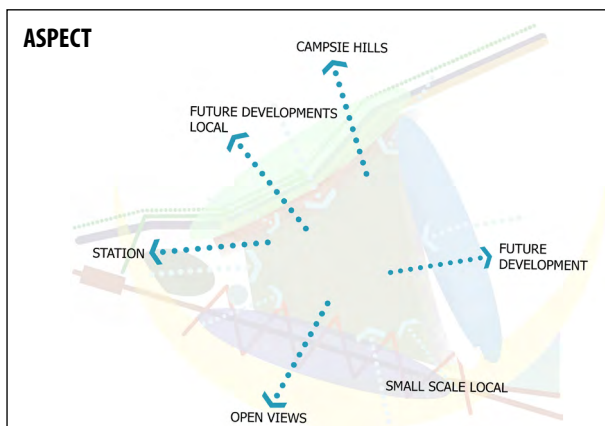 ASPECT
CAMPSIE HILLS
FUTURE DEVELOPMENTS
LOCAL
STATION
FUTURE
DEVELOPMENT
SMALL SCALE LOCAL
OPEN VIEWS